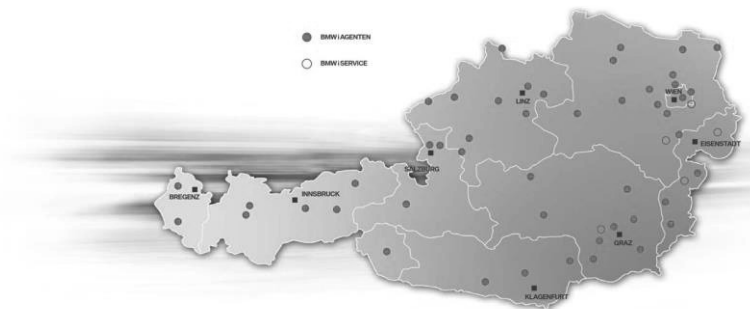 BMW i AGENTEN
BMW i SERVICE
WIEN
LINZ
EISENSTADT
SALZBURG
INNSBRUCK
BREGENZ
GRAZ
KLAGENFURT